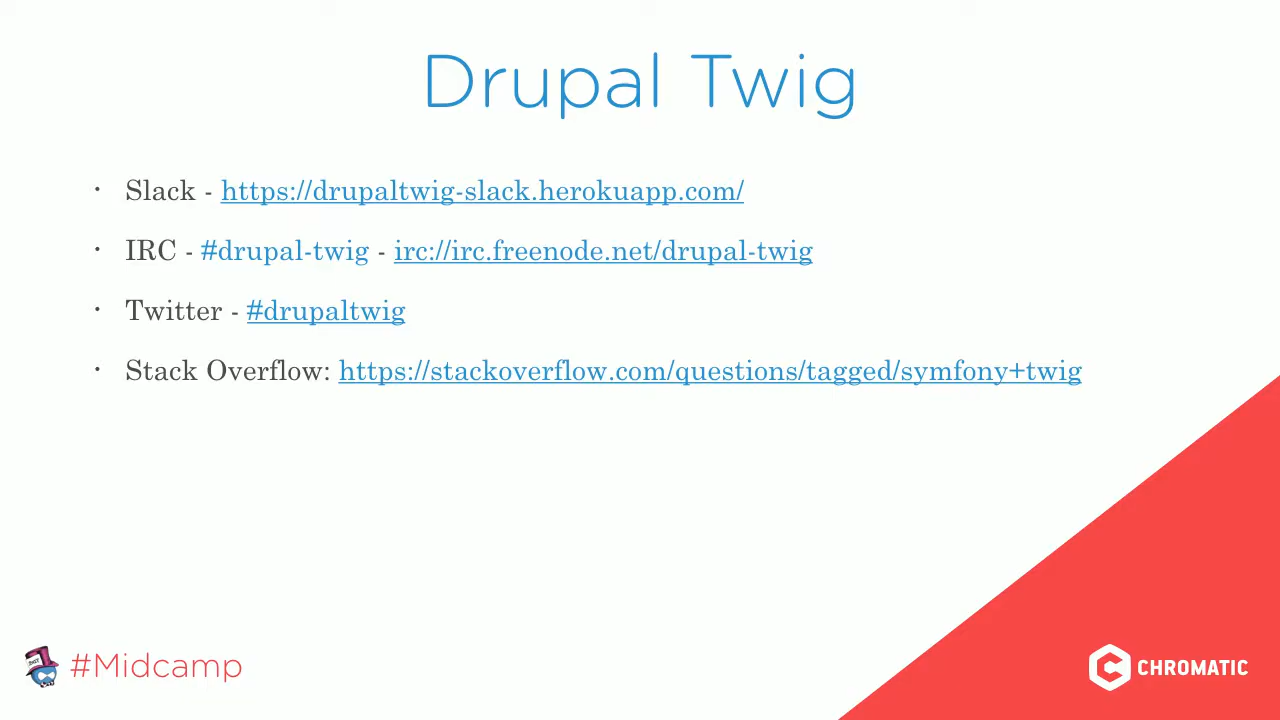 Drupal Twig
• Slack - https://drupaltwig-slack.herokuapp.com/
• IRC - #drupal-twig - irc://irc.freenode.net/drupal-twig
• Twitter - #drupaltwig
• Stack Overflow: https://stackoverflow.com/questions/tagged/symfony+twig
#Midcamp
CHROMATIC